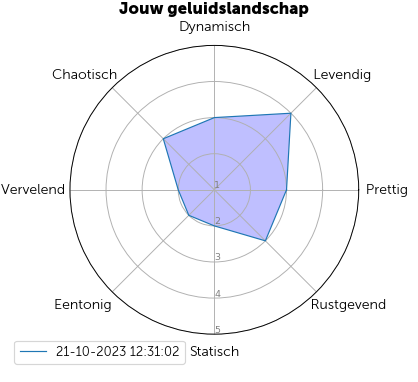 Jouw geluidslandschap
Dynamisch
Chaotisch
Levendig
Vervelend
1
Prettig
2
3
Eentonig
4
Rustgevend
5
21-10-2023 12:31:02
Statisch